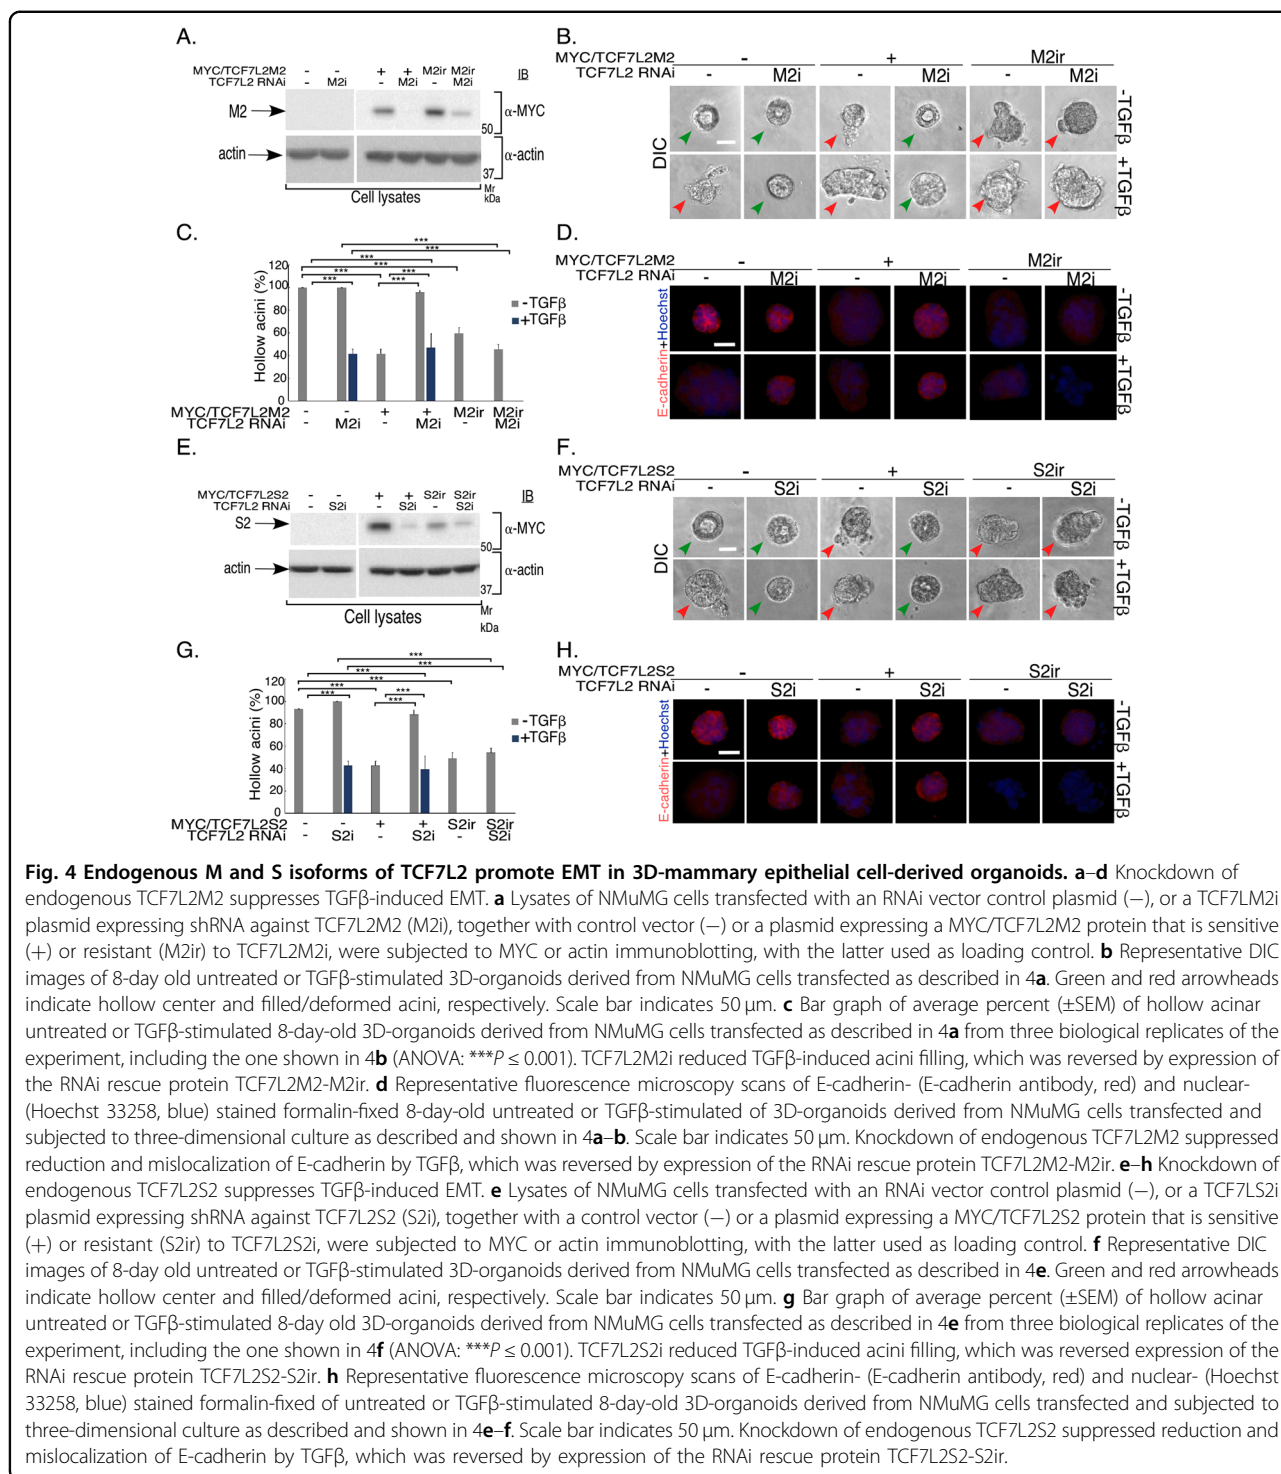 A.
MYC/TCF7L2M2 - - + + M2ir M2ir IB
TCF7L2 RNAi - M2i - M2i - M2i
M2 α-MYC
50
actin α-actin
37
Cell lysates
Mr
kDa
B.
MYC/TCF7L2M2 - + M2ir
TCF7L2 RNAi - M2i - M2i - M2i
DIC
-TGFβ
+TGFβ
C.
***
***
***
***
*** ***
*** ***
Hollow acini (%)
120
100
80
60
40
20
0
-TGFβ
+TGFβ
MYC/TCF7L2M2 - - + + M2ir M2ir
TCF7L2 RNAi - M2i - M2i - M2i
D.
MYC/TCF7L2M2 - + M2ir
TCF7L2 RNAi - M2i - M2i - M2i
E-cadherin+Hoechst
-TGFβ
+TGFβ
E.
MYC/TCF7L2S2 - - + + S2ir S2ir IB
TCF7L2 RNAi - S2i - S2i - S2i
S2 α-MYC
50
actin α-actin
37
Cell lysates
Mr
kDa
F.
MYC/TCF7L2S2 - + S2ir
TCF7L2 RNAi - S2i - S2i - S2i
DIC
-TGFβ
+TGFβ
G.
***
***
***
***
*** ***
***
Hollow acini (%)
120
100
80
60
40
20
0
-TGFβ
+TGFβ
MYC/TCF7L2S2 - - + + S2ir S2ir
TCF7L2 RNAi - S2i - S2i - S2i
H.
MYC/TCF7L2S2 - + S2ir
TCF7L2 RNAi - S2i - S2i - S2i
E-cadherin+Hoechst
-TGFβ
+TGFβ
Fig. 4 Endogenous M and S isoforms of TCF7L2 promote EMT in 3D-mammary epithelial cell-derived organoids. a–d Knockdown of
endogenous TCF7L2M2 suppresses TGFβ-induced EMT. a Lysates of NMuMG cells transfected with an RNAi vector control plasmid (−), or a TCF7LM2i
plasmid expressing shRNA against TCF7L2M2 (M2i), together with control vector (−) or a plasmid expressing a MYC/TCF7L2M2 protein that is sensitive
(+) or resistant (M2ir) to TCF7L2M2i, were subjected to MYC or actin immunoblotting, with the latter used as loading control. b Representative DIC
images of 8-day old untreated or TGFβ-stimulated 3D-organoids derived from NMuMG cells transfected as described in 4a. Green and red arrowheads
indicate hollow center and filled/deformed acini, respectively. Scale bar indicates 50 μm. c Bar graph of average percent (±SEM) of hollow acinar
untreated or TGFβ-stimulated 8-day-old 3D-organoids derived from NMuMG cells transfected as described in 4a from three biological replicates of the
experiment, including the one shown in 4b (ANOVA: ***P ≤ 0.001). TCF7L2M2i reduced TGFβ-induced acini filling, which was reversed by expression of
the RNAi rescue protein TCF7L2M2-M2ir. d Representative fluorescence microscopy scans of E-cadherin- (E-cadherin antibody, red) and nuclear-
(Hoechst 33258, blue) stained formalin-fixed 8-day-old untreated or TGFβ-stimulated of 3D-organoids derived from NMuMG cells transfected and
subjected to three-dimensional culture as described and shown in 4a–b. Scale bar indicates 50 μm. Knockdown of endogenous TCF7L2M2 suppressed
reduction and mislocalization of E-cadherin by TGFβ, which was reversed by expression of the RNAi rescue protein TCF7L2M2-M2ir. e–h Knockdown of
endogenous TCF7L2S2 suppresses TGFβ-induced EMT. e Lysates of NMuMG cells transfected with an RNAi vector control plasmid (−), or a TCF7LS2i
plasmid expressing shRNA against TCF7L2S2 (S2i), together with a control vector (−) or a plasmid expressing a MYC/TCF7L2S2 protein that is sensitive
(+) or resistant (S2ir) to TCF7L2S2i, were subjected to MYC or actin immunoblotting, with the latter used as loading control. f Representative DIC
images of 8-day old untreated or TGFβ-stimulated 3D-organoids derived from NMuMG cells transfected as described in 4e. Green and red arrowheads
indicate hollow center and filled/deformed acini, respectively. Scale bar indicates 50 μm. g Bar graph of average percent (±SEM) of hollow acinar
untreated or TGFβ-stimulated 8-day old 3D-organoids derived from NMuMG cells transfected as described in 4e from three biological replicates of the
experiment, including the one shown in 4f (ANOVA: ***P ≤ 0.001). TCF7L2S2i reduced TGFβ-induced acini filling, which was reversed expression of the
RNAi rescue protein TCF7L2S2-S2ir. h Representative fluorescence microscopy scans of E-cadherin- (E-cadherin antibody, red) and nuclear- (Hoechst
33258, blue) stained formalin-fixed of untreated or TGFβ-stimulated 8-day-old 3D-organoids derived from NMuMG cells transfected and subjected to
three-dimensional culture as described and shown in 4e–f. Scale bar indicates 50 μm. Knockdown of endogenous TCF7L2S2 suppressed reduction and
mislocalization of E-cadherin by TGFβ, which was reversed by expression of the RNAi rescue protein TCF7L2S2-S2ir.